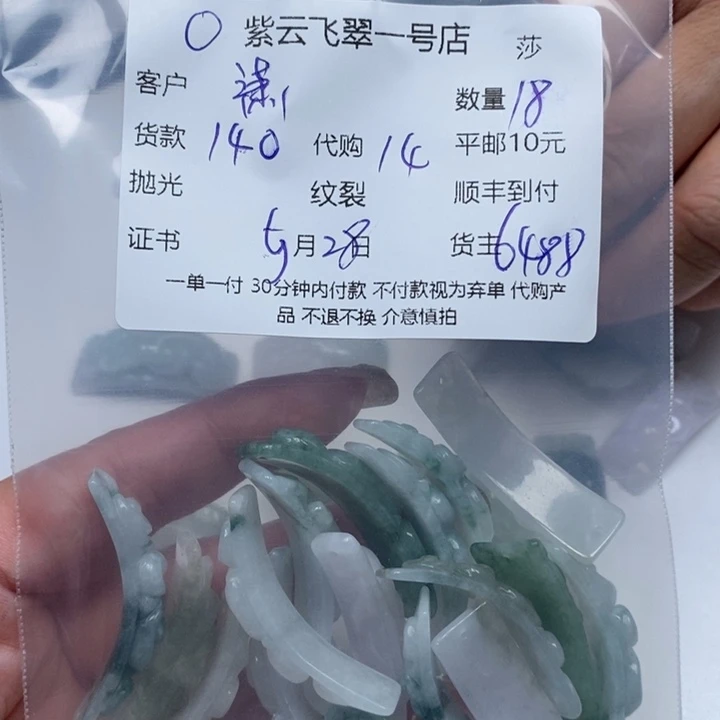 紫云飞翠一号店 莎
客户 数量 18
货款 140 代购 14 平邮10元
抛光 纹裂 顺丰到付
证书 5月28日 货主 6488
一单一付 30分钟内付款 不付款视为弃单 代购产
品 不退不换 介意慎拍